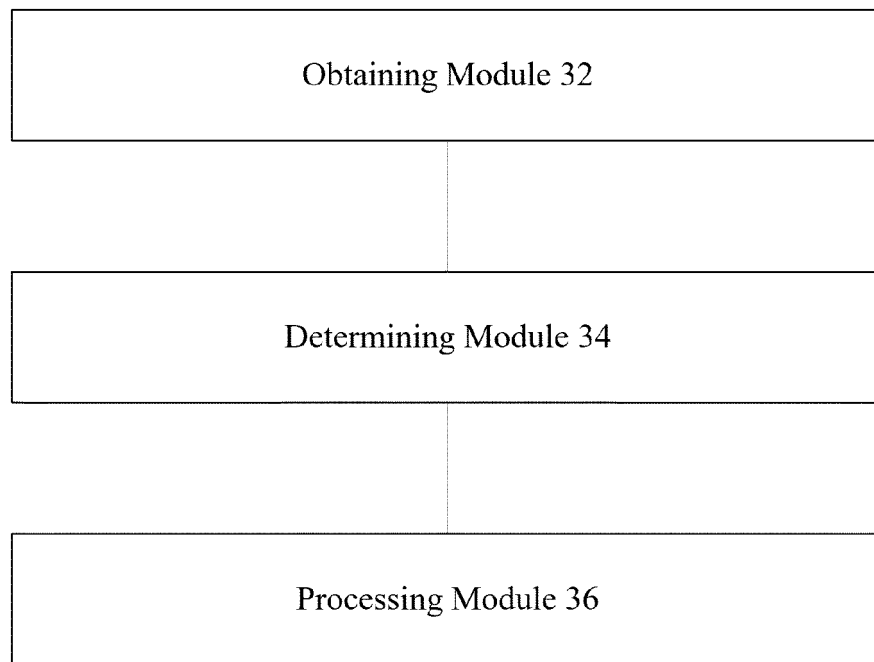 Obtaining Module 32
Determining Module 34
Processing Module 36